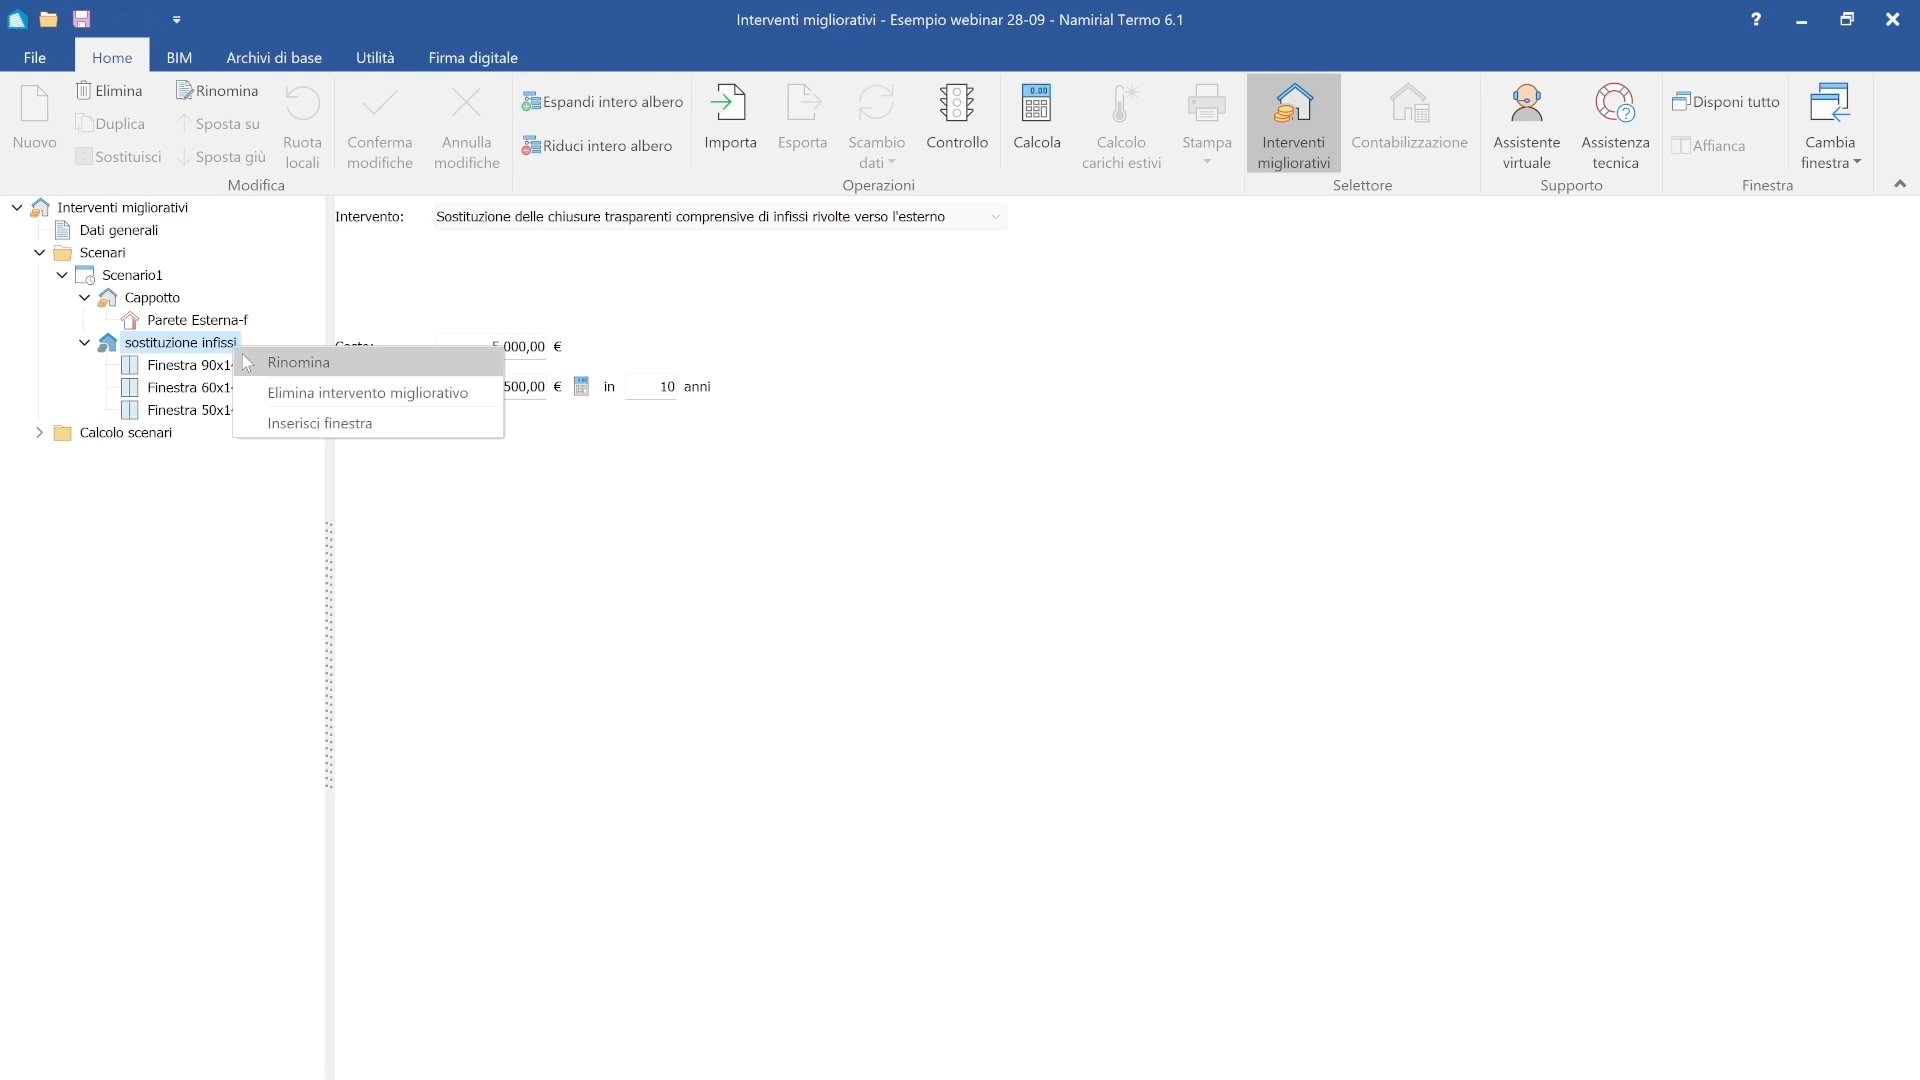 Interventi migliorativi - Esempio webinar 28-09 - Namirial Termo 6.1
?
File
Home
BIM
Archivi di base
Utilità
Firma digitale
Nuovo
Elimina
Duplica
Sostituisci
Rinomina
Sposta su
Sposta giù
Ruota
locali
Modifica
Conferma
modifiche
Annulla
modifiche
Espandi intero albero
Riduci intero albero
Importa
Esporta
Scambio
dati
Controllo
Operazioni
0.00
Calcola
Calcolo
carichi estivi
Stampa
Interventi
migliorativi
Contabilizzazione
Selettore
Assistente
virtuale
Assistenza
tecnica
Supporto
Disponi tutto
Affianca
Cambia
finestra
Finestra
Interventi migliorativi
Dati generali
Scenari
Scenario1
Cappotto
Parete Esterna-f
sostituzione infissi
Finestra 90x1
Finestra 60x1
Finestra 50x1
Calcolo scenari
Rinomina
Elimina intervento migliorativo
Inserisci finestra
Intervento: Sostituzione delle chiusure trasparenti comprensive di infissi rivolte verso l'esterno
000,00 €
500,00 € in 10 anni